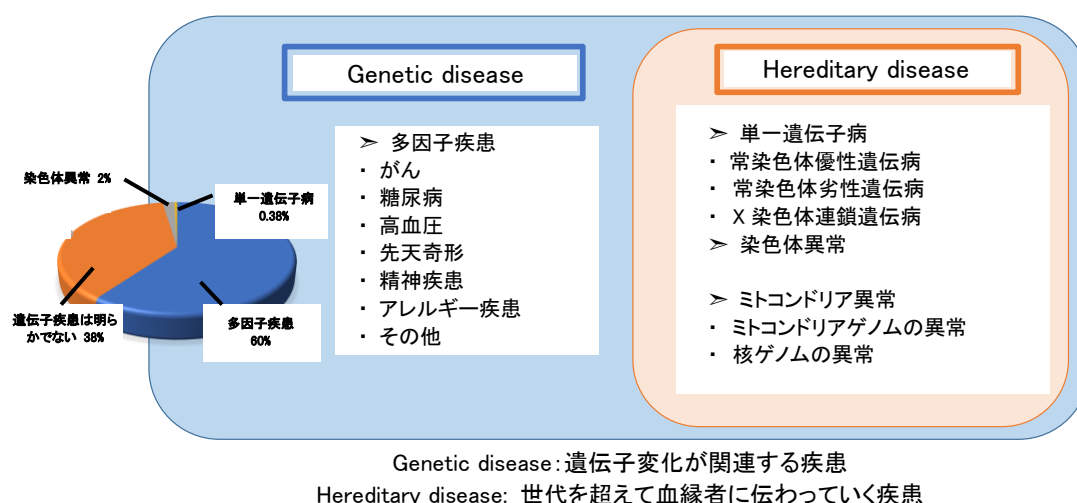 Genetic disease
Hereditary disease
➢ 多因子疾患
・ がん
・ 糖尿病
・ 高血圧
・ 先天奇形
・ 精神疾患
・ アレルギー疾患
・ その他
➢ 単一遺伝子病
・ 常染色体優性遺伝病
・ 常染色体劣性遺伝病
・ X 染色体連鎖遺伝病
➢ 染色体異常
➢ ミトコンドリア異常
・ ミトコンドリアゲノムの異常
・ 核ゲノムの異常
染色体異常 2%
単一遺伝子病
0.38%
遺伝子疾患は明ら
かでない 38%
多因子疾患
60%
Genetic disease：遺伝子変化が関連する疾患
Hereditary disease: 世代を超えて血縁者に伝わっていく疾患